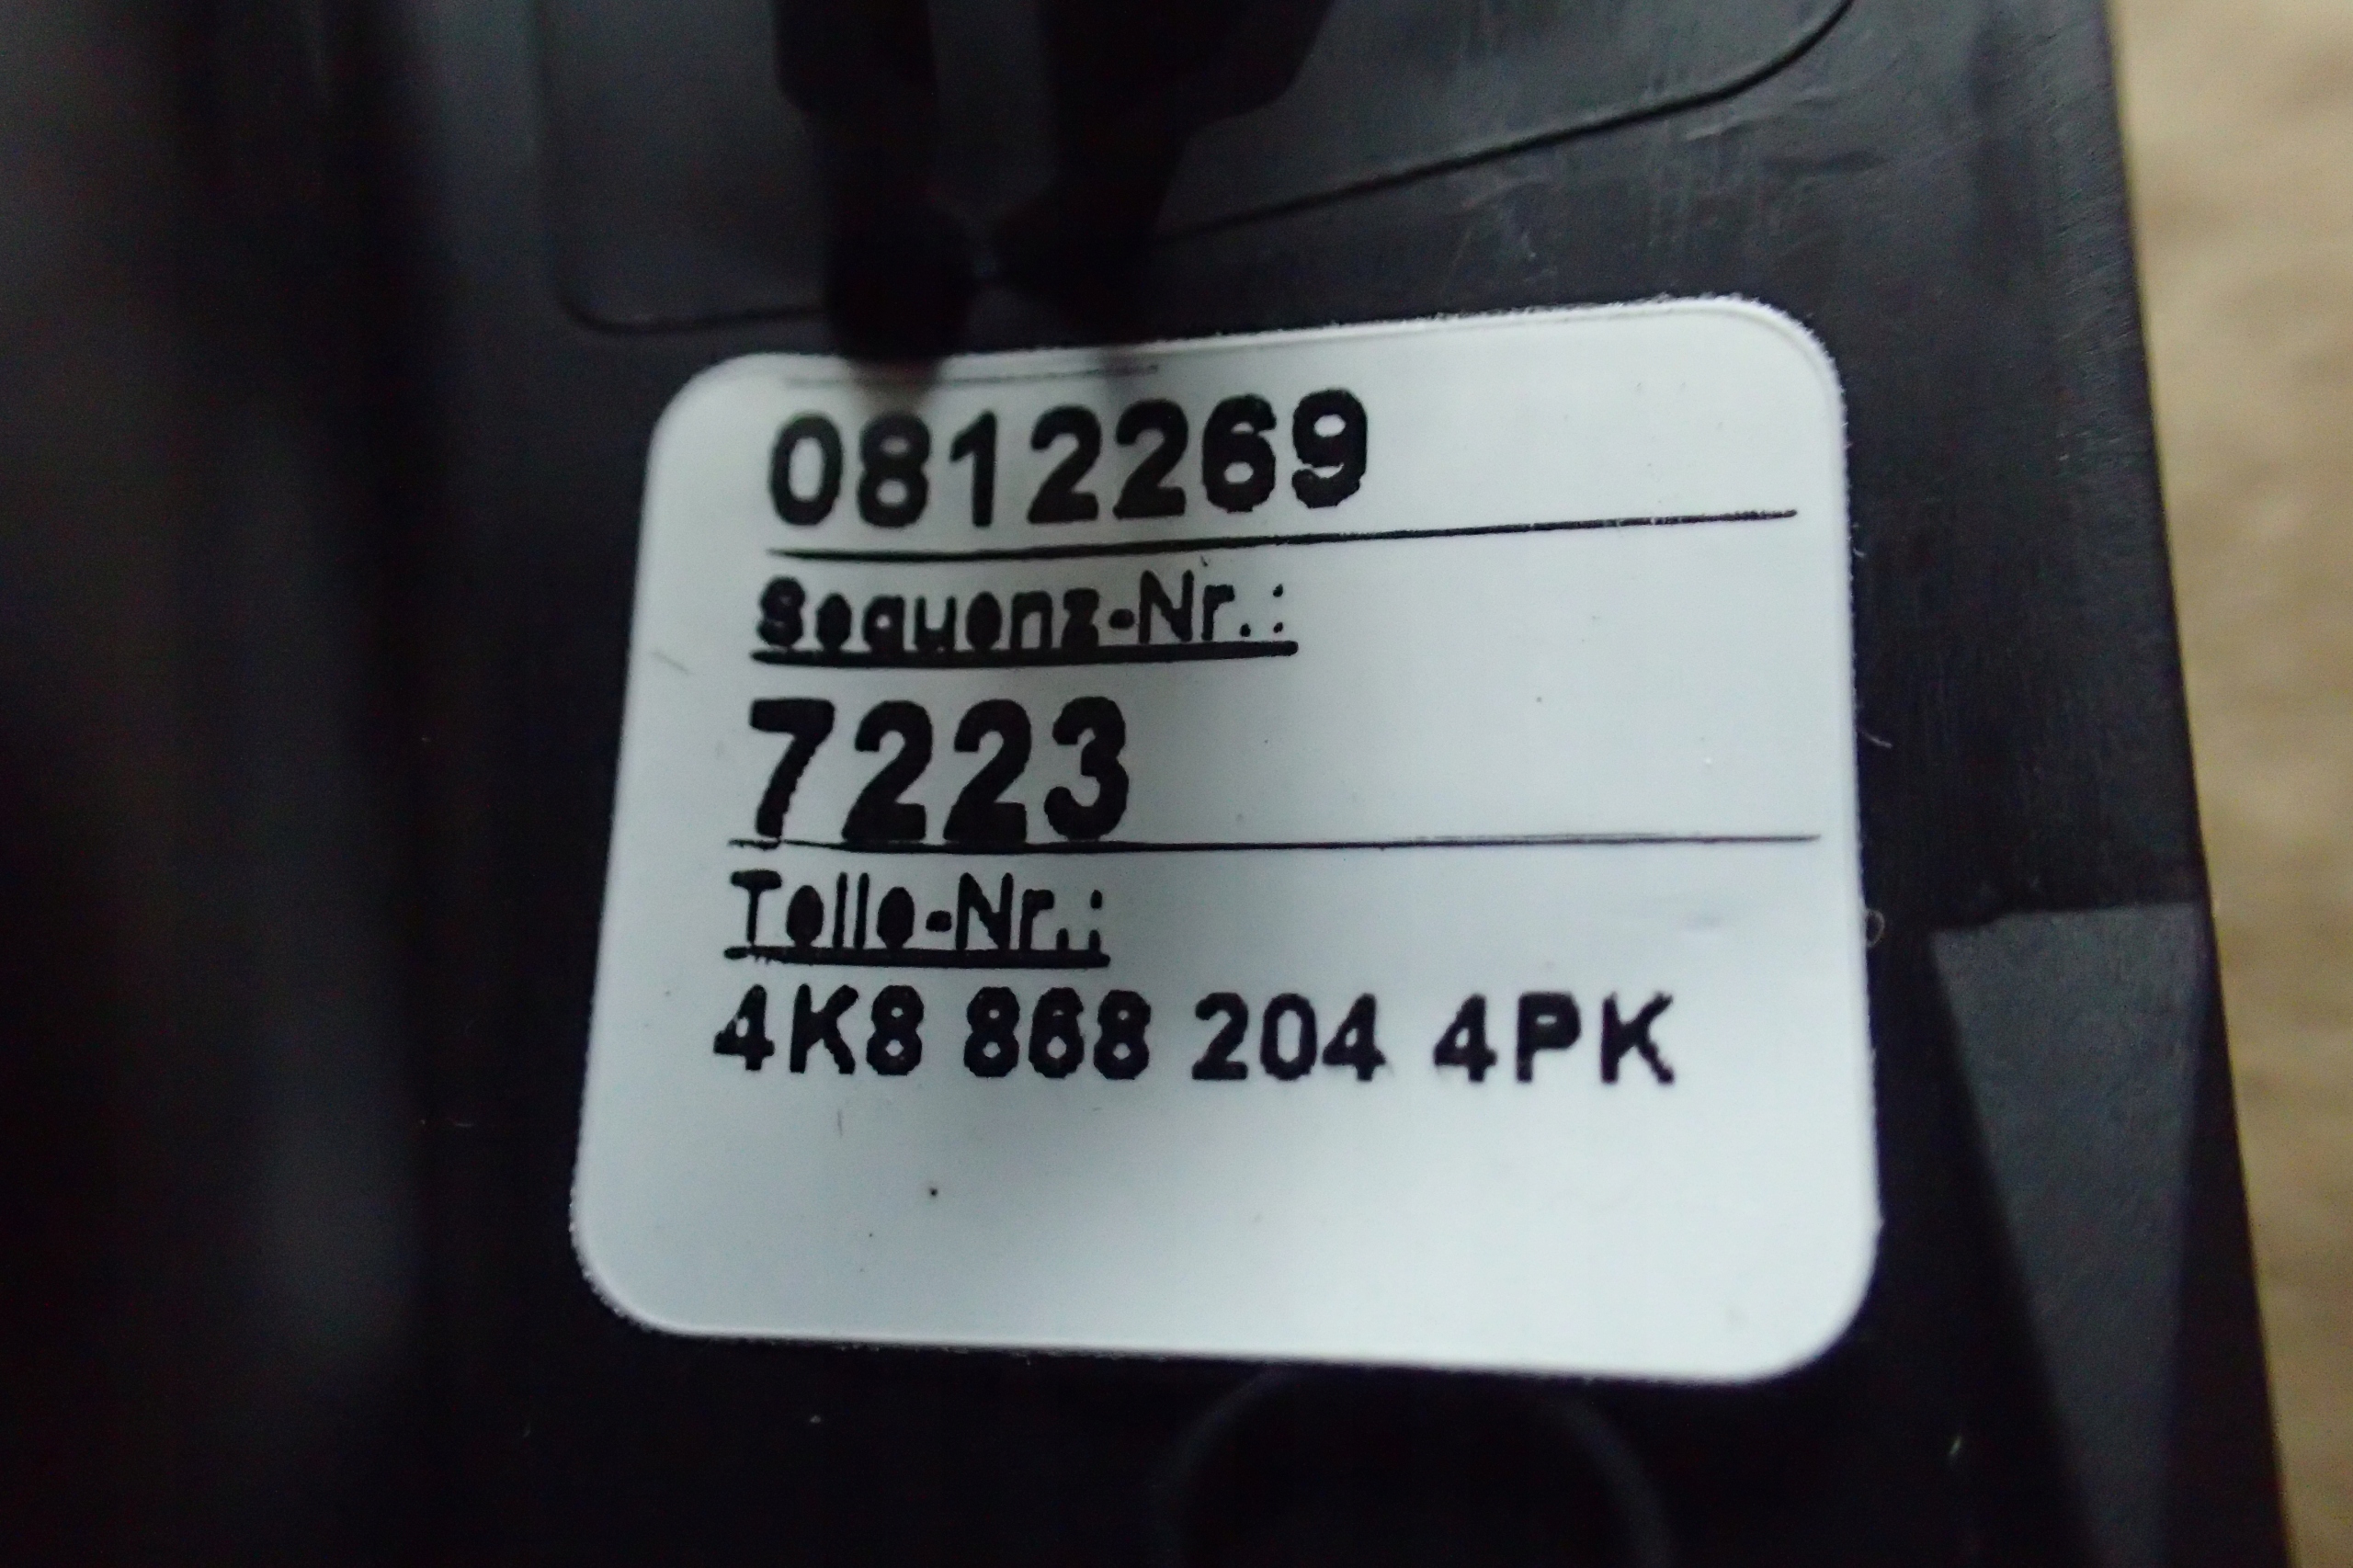 0812269
Sequenz-Nr.:
7223
Teile-Nr.:
4K8 868 204 4PK